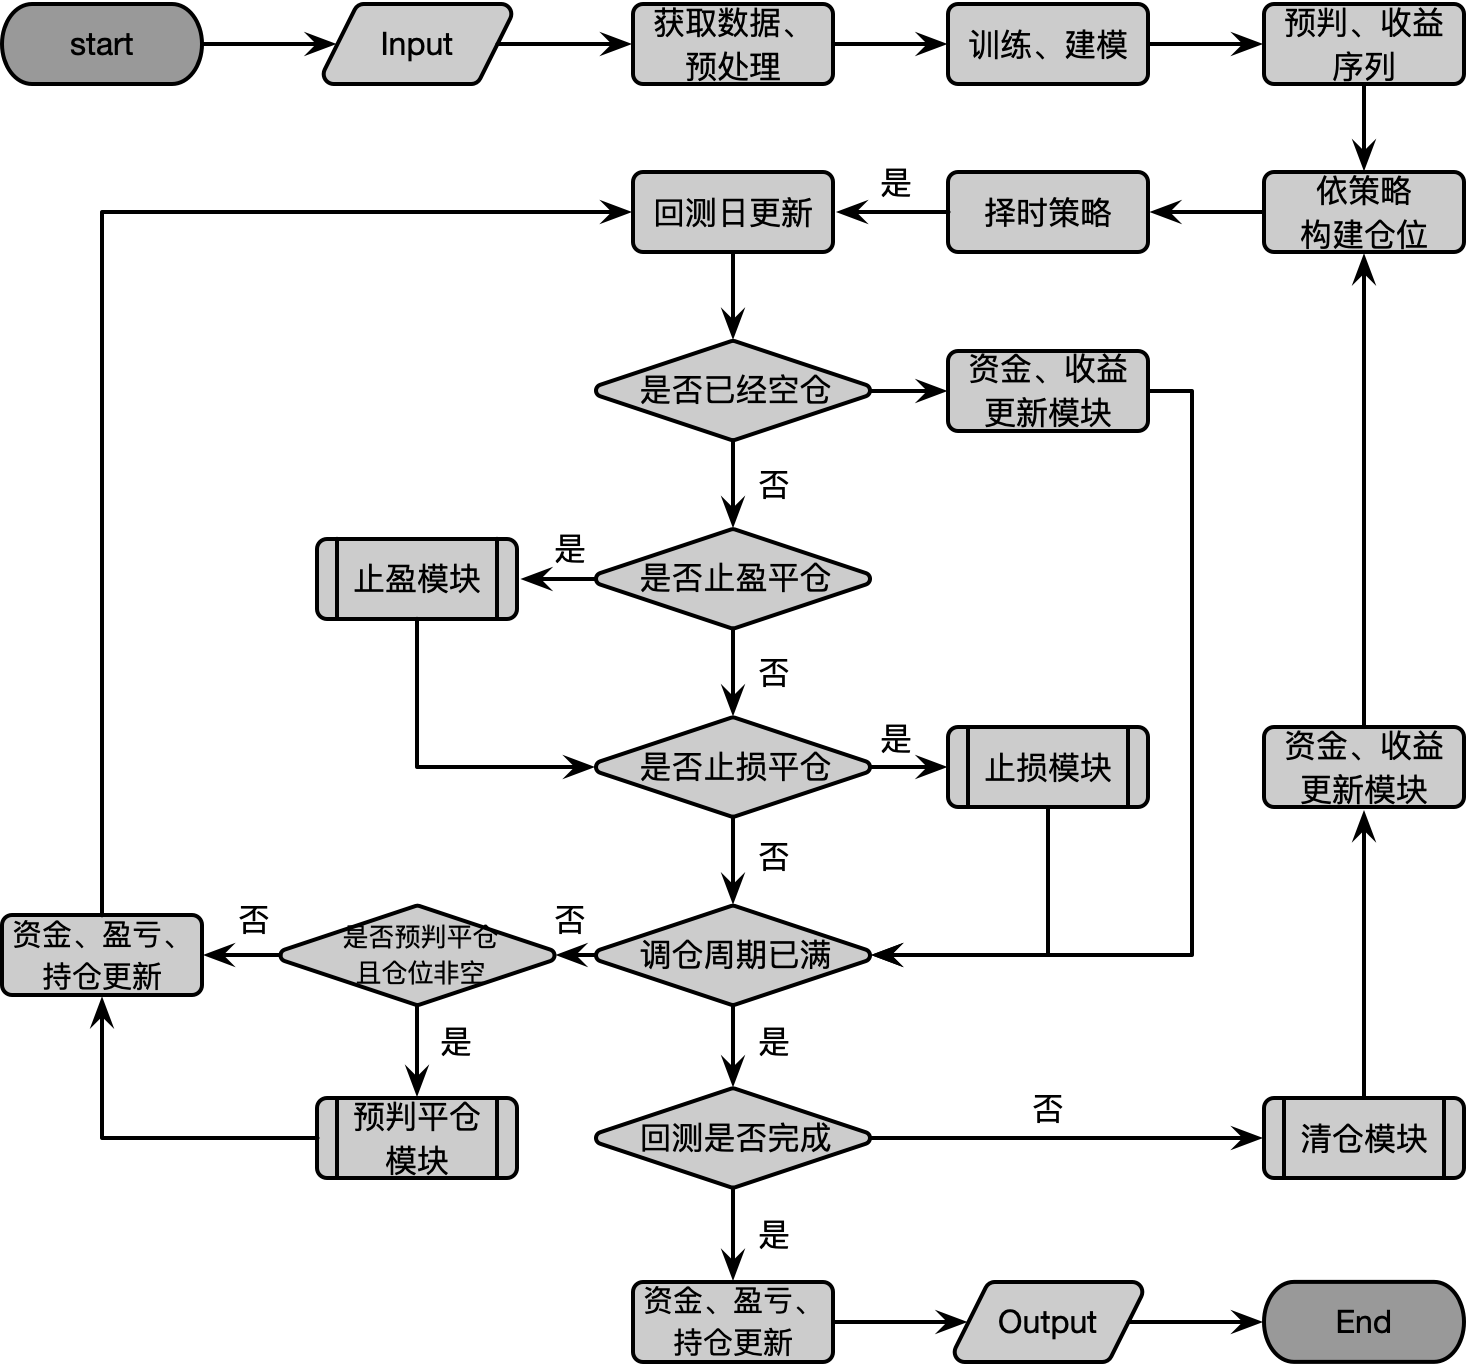 start
Input
获取数据、
预处理
训练、建模
预判、收益
序列
回测日更新
是
择时策略
依策略
构建仓位
是否已经空仓
资金、收益
更新模块
否
止盈模块
是
是否止盈平仓
否
是否止损平仓
是
止损模块
资金、收益
更新模块
否
资金、盈亏、
持仓更新
否
是否预判平仓
且仓位非空
否
调仓周期已满
是
是
预判平仓
模块
回测是否完成
否
清仓模块
是
资金、盈亏、
持仓更新
Output
End